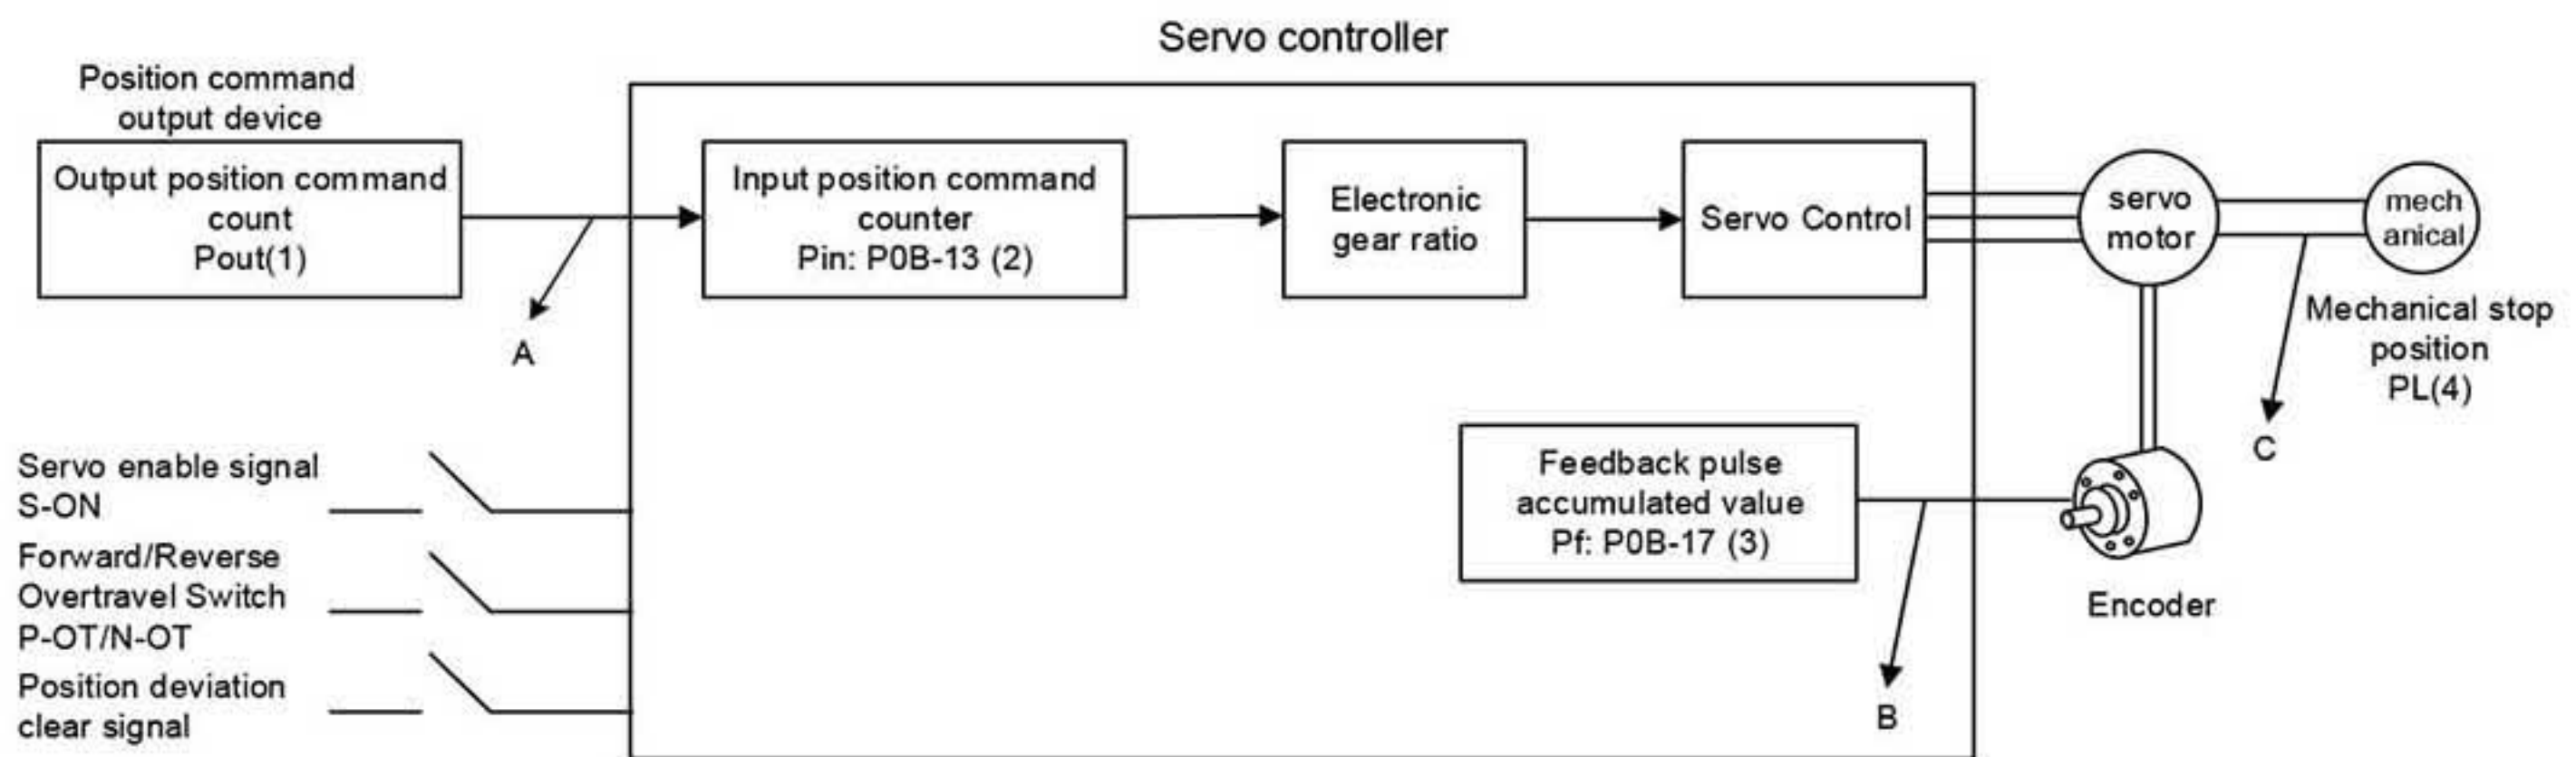 Servo controller
Position command
output device
Output position command
count
Pout(1)
Input position command
counter
Pin: P0B-13 (2)
Electronic
gear ratio
Servo Control
servo
motor
mech
anical
Mechanical stop
position
PL(4)
A
C
Servo enable signal
S-ON
Forward/Reverse
Overtravel Switch
P-OT/N-OT
Position deviation
clear signal
Feedback pulse
accumulated value
Pf: P0B-17 (3)
Encoder
B